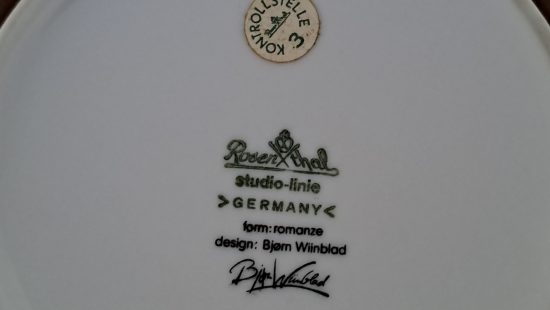 KONTROLLSTELLE 3
Rosenthal
studio-linie
>GERMANY<
form: romanze
design: Bjørn Wiinblad
Bjørn Wiinblad